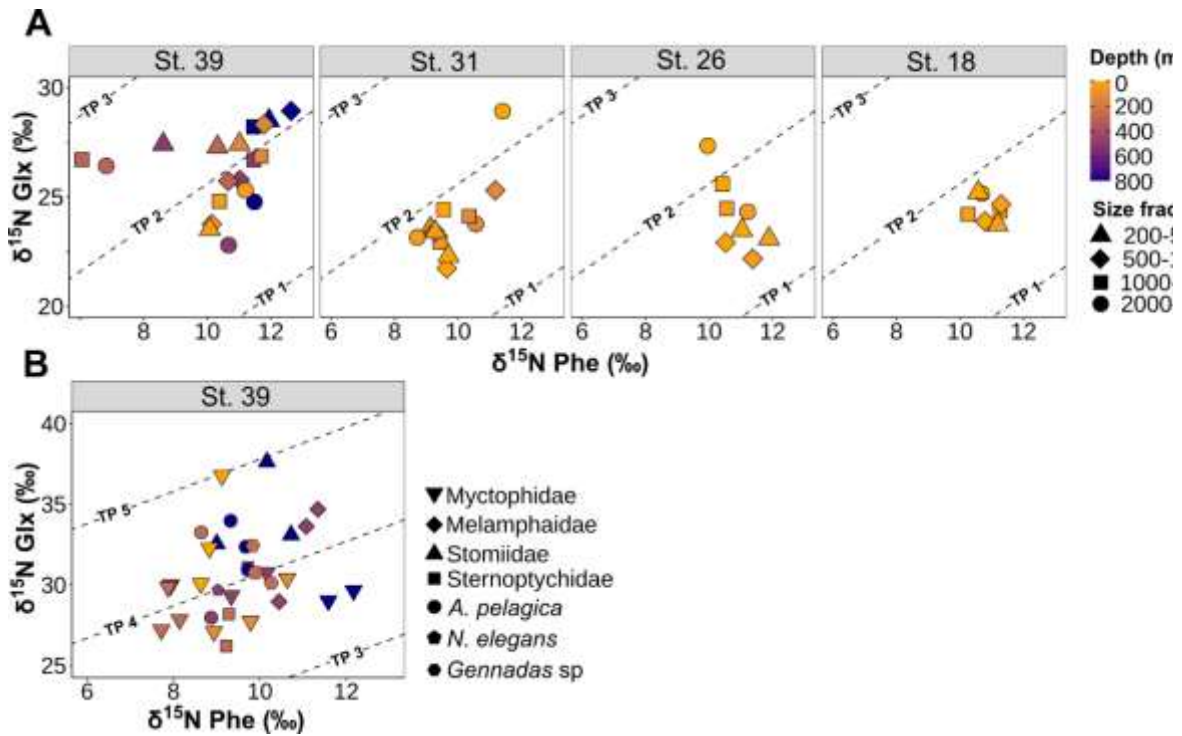 A
St. 39 St. 31 St. 26 St. 18
Depth (m
0
200
400
600
800
Size frac
200-5
500-1
1000
2000
δ¹⁵N Glx (‰)
30
25
20
TP 3 TP 3 TP 3 TP 3
TP 2 TP 2 TP 2 TP 2
TP 1 TP 1 TP 1 TP 1
8 10 12 8 10 12 8 10 12 8 10 12
δ¹⁵N Phe (‰)
B
St. 39
δ¹⁵N Glx (‰)
40
35
30
25
TP 5
TP 4
TP 3
6 8 10 12
δ¹⁵N Phe (‰)
Myctophidae
Melamphaidae
Stomiidae
Sternoptychidae
A. pelagica
N. elegans
Gennadas sp